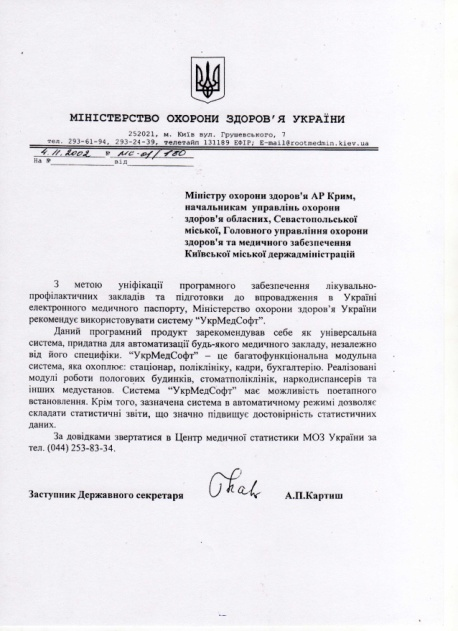 МІНІСТЕРСТВО ОХОРОНИ ЗДОРОВ'Я УКРАЇНИ
252021, м. Київ вул. Грушевського, 7
тел. 293-61-94, 293-24-39, телетайп 131189 ЕФІР; E-mail@rootmedmin.kiev.ua
4.11.2002 №
На № від
Міністру охорони здоров'я АР Крим,
начальникам управлінь охорони
здоров'я обласних, Севастопольської
міської, Головного управління охорони
здоров'я та медичного забезпечення
Київської міської держадміністрацій
З метою уніфікації програмного забезпечення лікувально-
профілактичних закладів та підготовки до впровадження в Україні
електронного медичного паспорту, Міністерство охорони здоров'я України
рекомендує використовувати систему “УкрМедСофт”.
Даний програмний продукт зарекомендував себе як універсальна
система, придатна для автоматизації будь-якого медичного закладу, незалежно
від його специфіки. “УкрМедСофт” – це багатофункціональна модульна
система, яка охоплює: стаціонар, поліклініку, кадри, бухгалтерію. Реалізовані
модулі роботи пологових будинків, стоматполіклінік, наркодиспансерів та
інших медустанов. Система “УкрМедСофт” має можливість поетапного
встановлення. Крім того, зазначена система в автоматичному режимі дозволяє
складати статистичні звіти, що значно підвищує достовірність статистичних
даних.
За довідками звертатися в Центр медичної статистики МОЗ України за
тел. (044) 253-83-34.
Заступник Державного секретаря А.П.Картиш